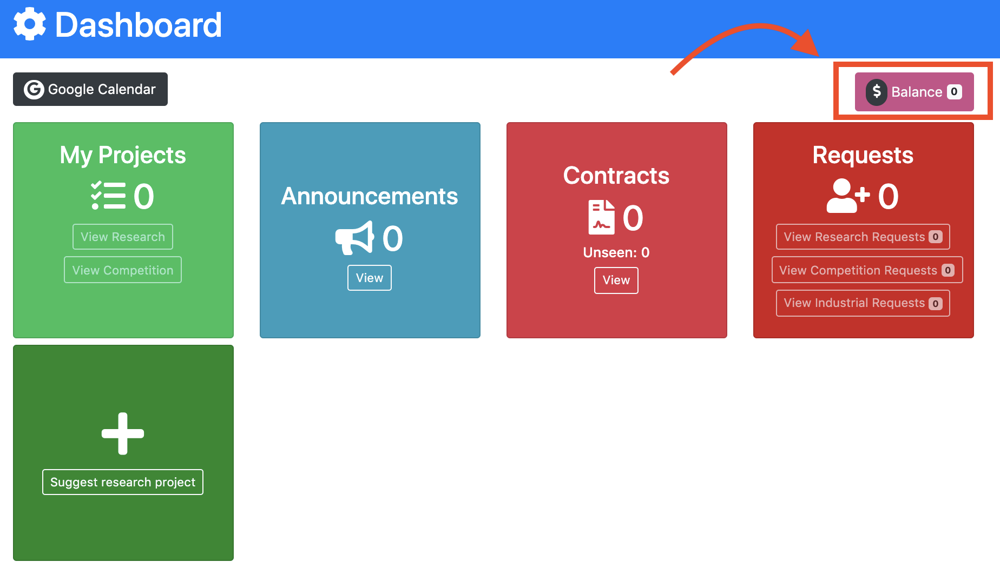 Dashboard
Google Calendar
$ Balance 0
My Projects
0
View Research
View Competition
Announcements
0
View
Contracts
0
Unseen: 0
View
Requests
0
View Research Requests 0
View Competition Requests 0
View Industrial Requests 0
Suggest research project